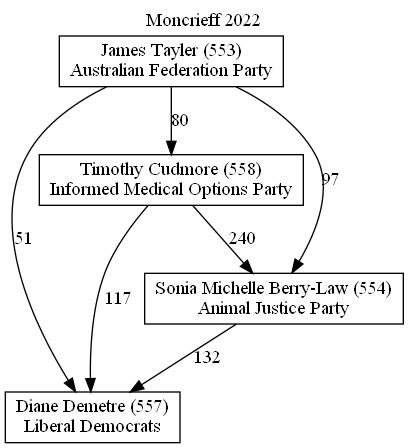 Moncrieff 2022
James Tayler (553)
Australian Federation Party
80
Timothy Cudmore (558)
Informed Medical Options Party
97
51
240
117
Sonia Michelle Berry-Law (554)
Animal Justice Party
132
Diane Demetre (557)
Liberal Democrats